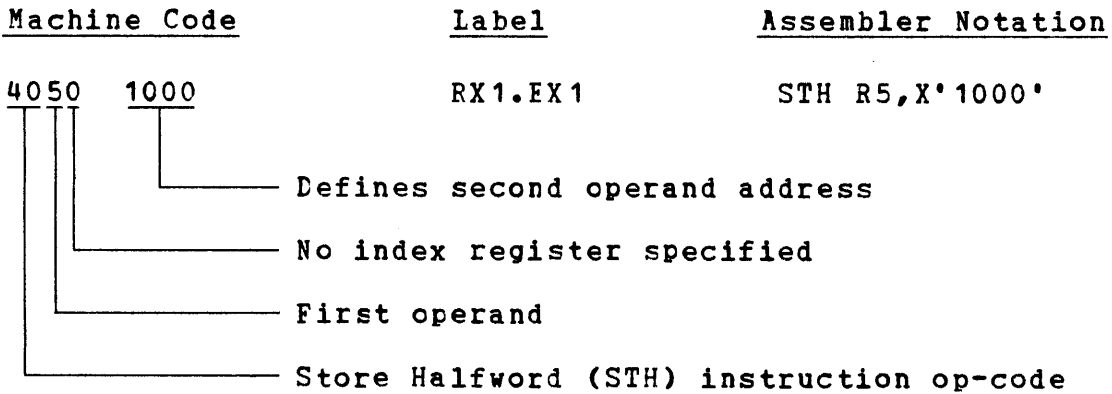 Machine Code Label Assembler Notation
4050 1000 RX1.EX1 STH R5,X'1000'
Defines second operand address
No index register specified
First operand
Store Halfword (STH) instruction op-code